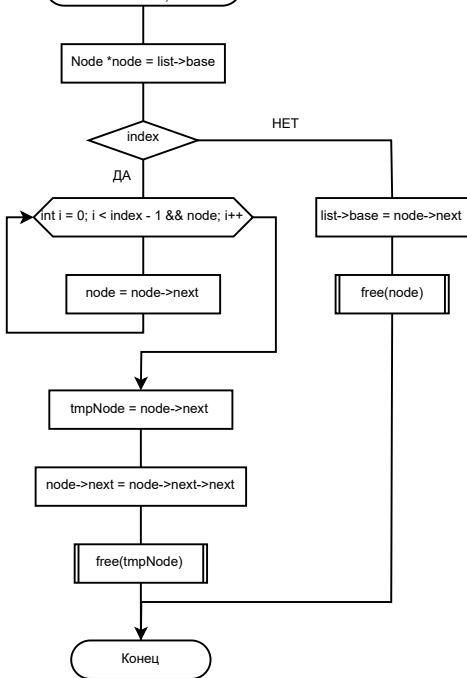 Node *node = list->base
index
НЕТ
ДА
int i = 0; i < index - 1 && node; i++
list->base = node->next
node = node->next
free(node)
tmpNode = node->next
node->next = node->next->next
free(tmpNode)
Конец